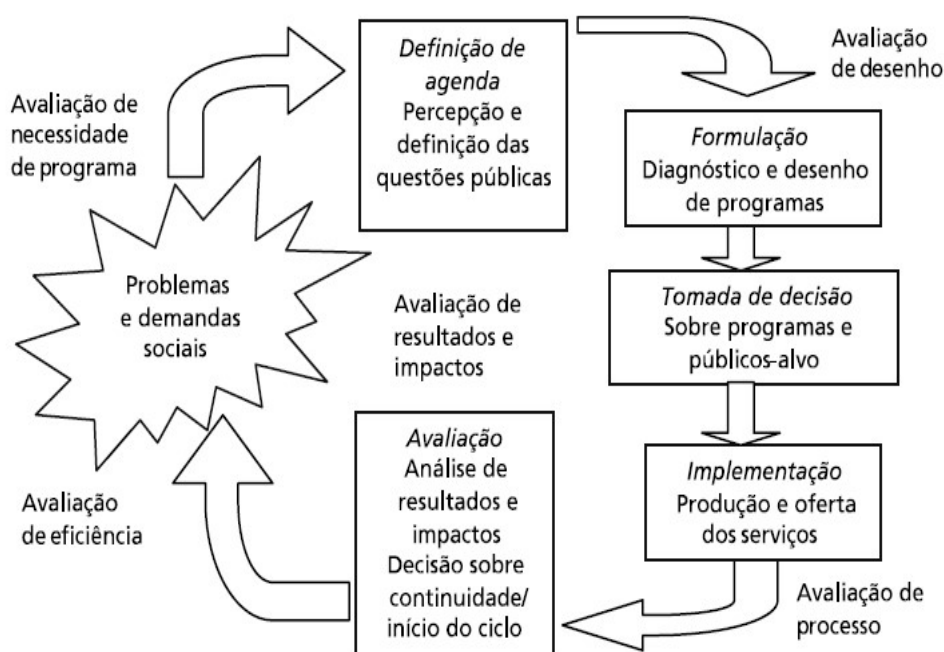 Avaliação de
necessidade
de programa
Definição de
agenda
Percepção e
definição das
questões públicas
Avaliação
de desenho
Formulação
Diagnóstico e desenho
de programas
Problemas
e demandas
sociais
Avaliação de
resultados e
impactos
Tomada de decisão
Sobre programas e
públicos-alvo
Avaliação
Análise de
resultados e
impactos
Decisão sobre
continuidade/
início do ciclo
Implementação
Produção e oferta
dos serviços
Avaliação
de eficiência
Avaliação de
processo